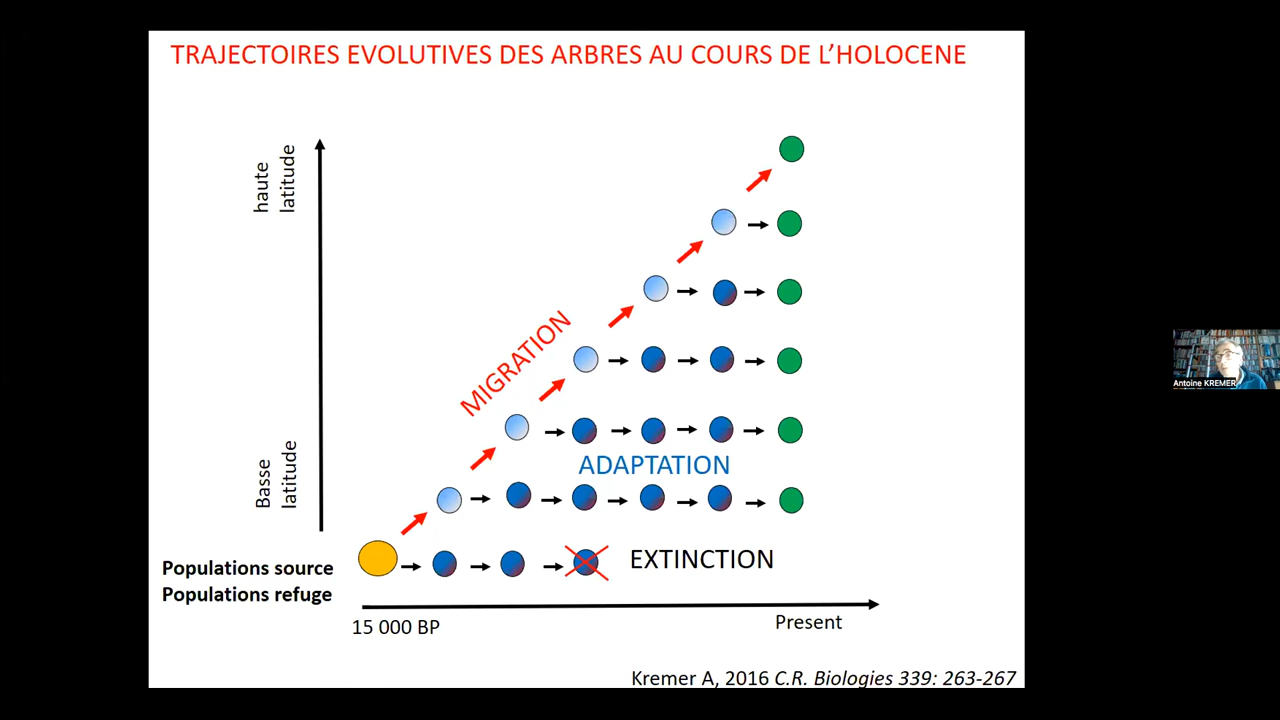 TRAJECTOIRES EVOLUTIVES DES ARBRES AU COURS DE L'HOLOCENE
haute
latitude
MIGRATION
Basse
latitude
ADAPTATION
Populations source
Populations refuge
EXTINCTION
15 000 BP
Present
Kremer A, 2016 C.R. Biologies 339: 263-267
Antoine KREMER